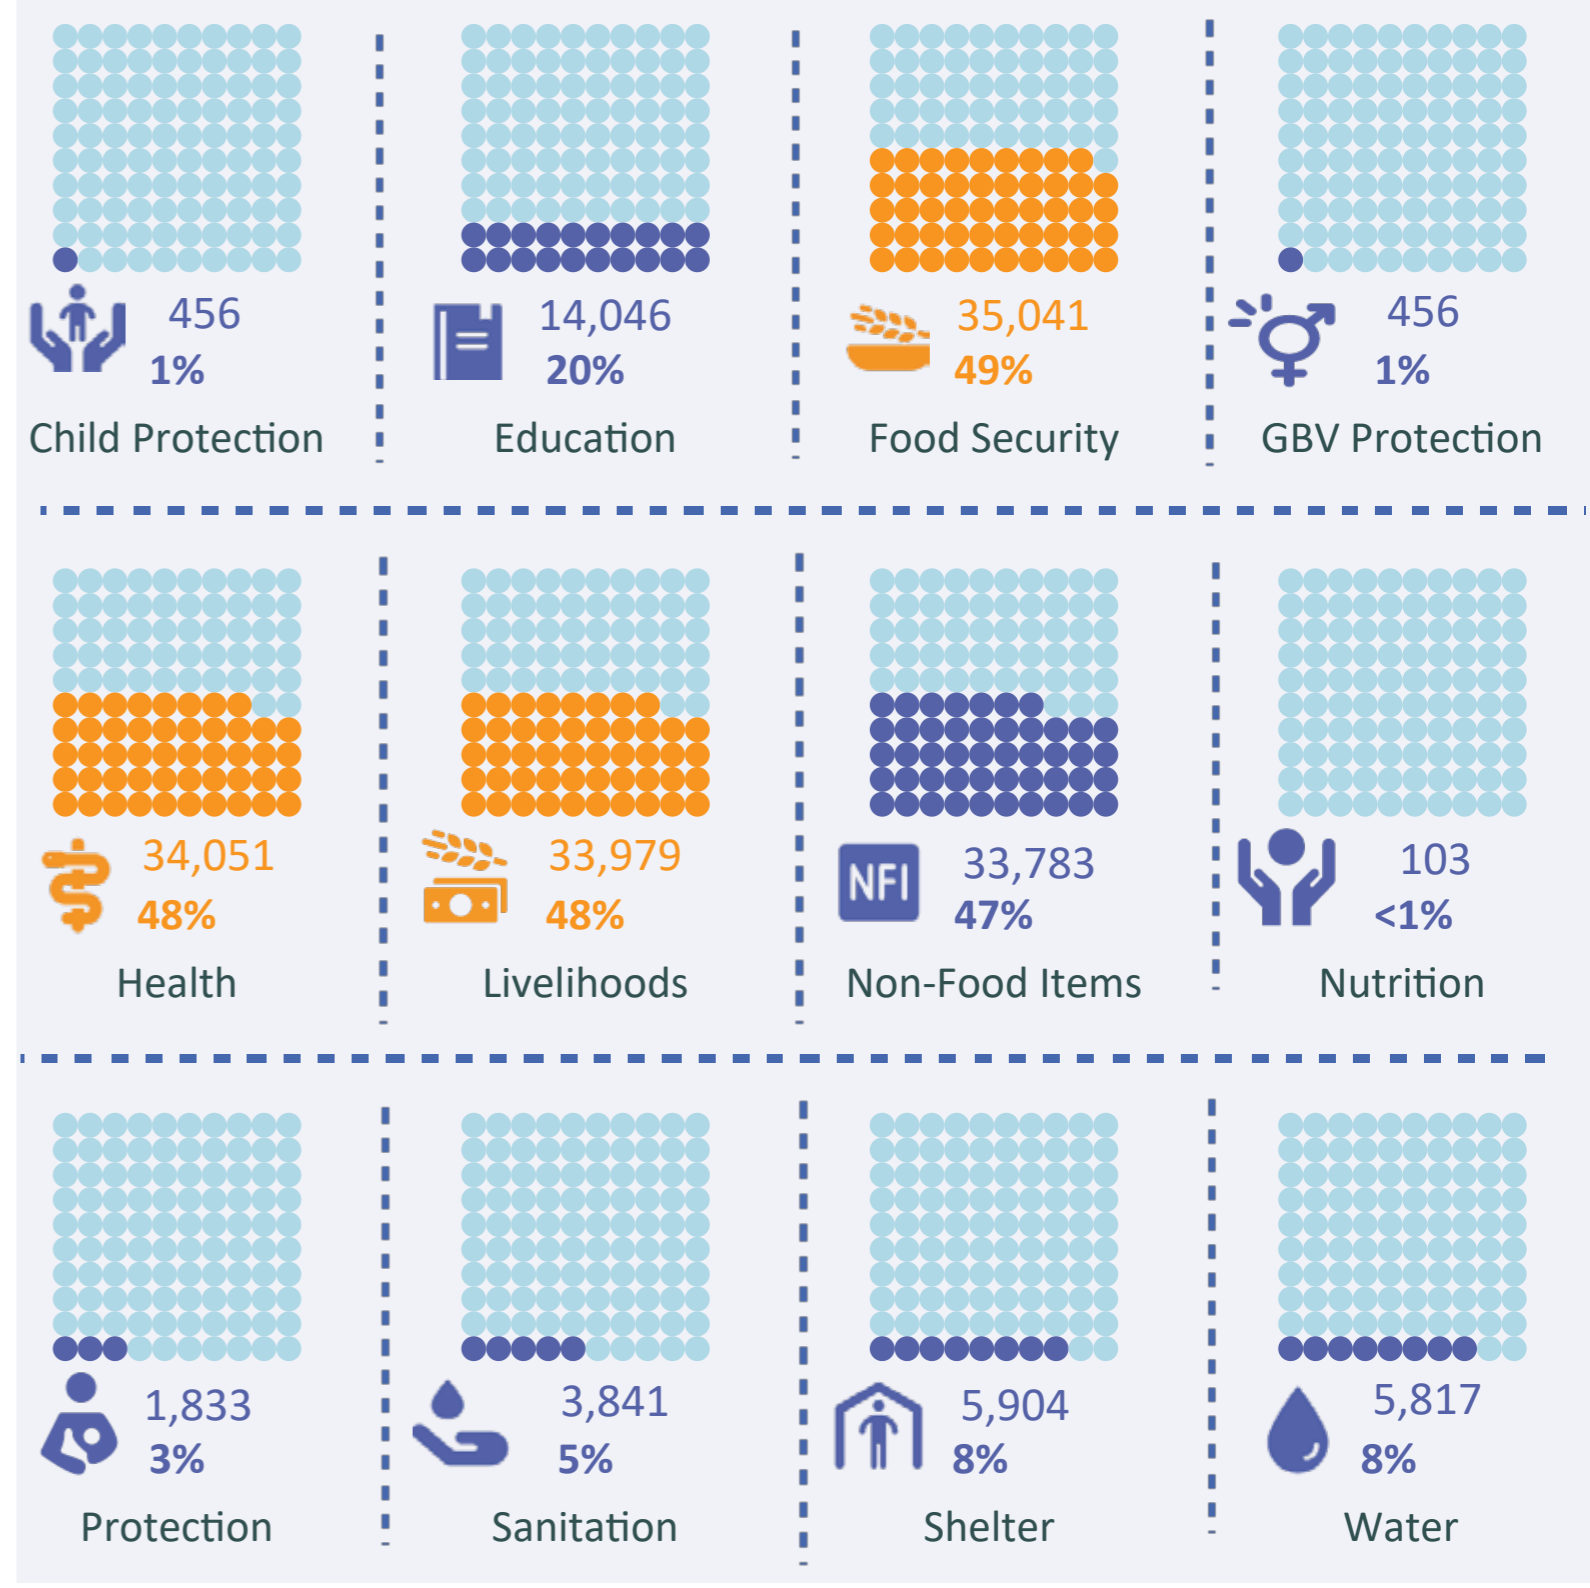 456
1%
Child Protection
14,046
20%
Education
35,041
49%
Food Security
456
1%
GBV Protection
34,051
48%
Health
33,979
48%
Livelihoods
NFI
33,783
47%
Non-Food Items
103
<1%
Nutrition
1,833
3%
Protection
3,841
5%
Sanitation
5,904
8%
Shelter
5,817
8%
Water